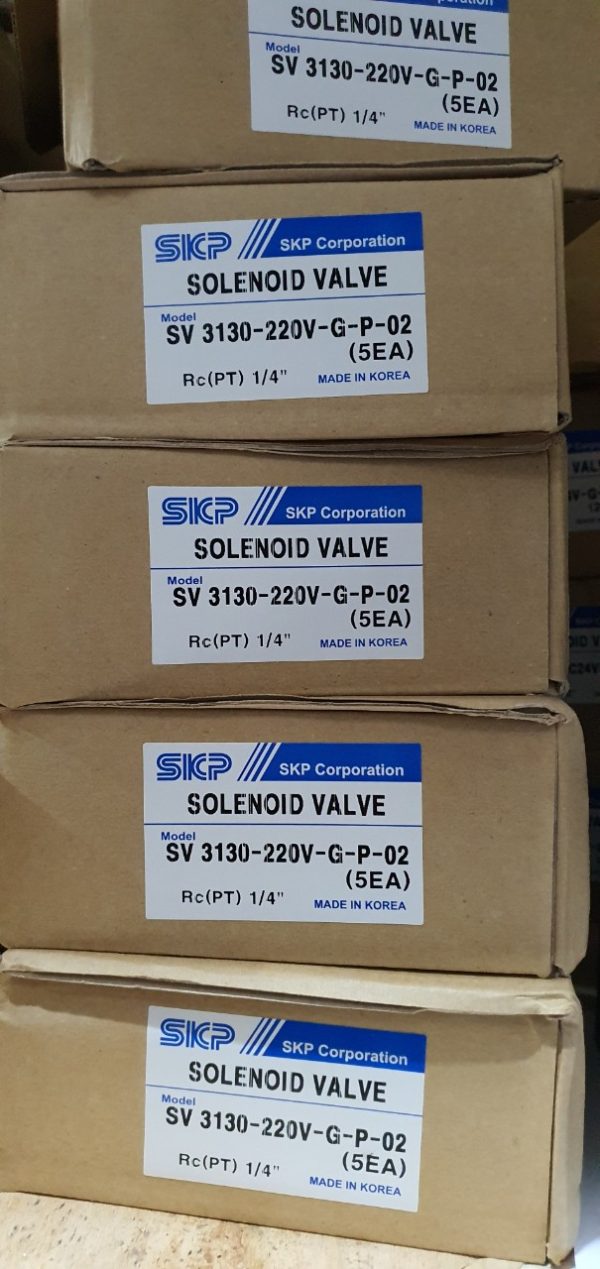 Corporation
SOLENOID VALVE
Model
SV 3130-220V-G-P-02
(5EA)
Rc(PT) 1/4"
MADE IN KOREA
SKP SKP Corporation
SOLENOID VALVE
Model
SV 3130-220V-G-P-02
(5EA)
Rc(PT) 1/4" MADE IN KOREA
SKP SKP Corporation
SOLENOID VALVE
Model
SV 3130-220V-G-P-02
(5EA)
Rc(PT) 1/4" MADE IN KOREA
SKP SKP Corporation
SOLENOID VALVE
Model
SV 3130-220V-G-P-02
(5EA)
Rc(PT) 1/4" MADE IN KOREA
SKP SKP Corporation
SOLENOID VALVE
Model
SV 3130-220V-G-P-02
(5EA)
Rc(PT) 1/4" MADE IN KOREA